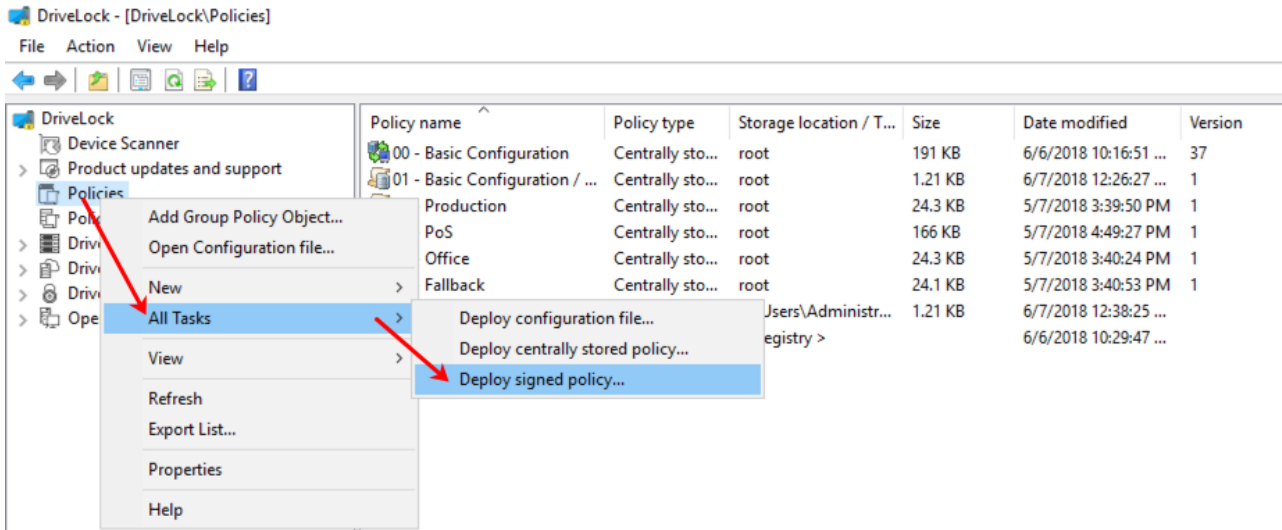 DriveLock - [DriveLock\Policies]
File Action View Help
DriveLock
Device Scanner
Product updates and support
Policies
Poli
Driv
Driv
Driv
Ope
Policy name Policy type Storage location / T... Size Date modified Version
00 - Basic Configuration Centrally sto... root 191 KB 6/6/2018 10:16:51 ... 37
01 - Basic Configuration / ... Centrally sto... root 1.21 KB 6/7/2018 12:26:27 ... 1
Production Centrally sto... root 24.3 KB 5/7/2018 3:39:50 PM 1
PoS Centrally sto... root 166 KB 5/7/2018 4:49:27 PM 1
Office Centrally sto... root 24.3 KB 5/7/2018 3:40:24 PM 1
Fallback Centrally sto... root 24.1 KB 5/7/2018 3:40:53 PM 1
Jsers\Administr... 1.21 KB 6/7/2018 12:38:25 ...
egistry > 6/6/2018 10:29:47 ...
Add Group Policy Object...
Open Configuration file...
New
All Tasks
View
Refresh
Export List...
Properties
Help
Deploy configuration file...
Deploy centrally stored policy...
Deploy signed policy...